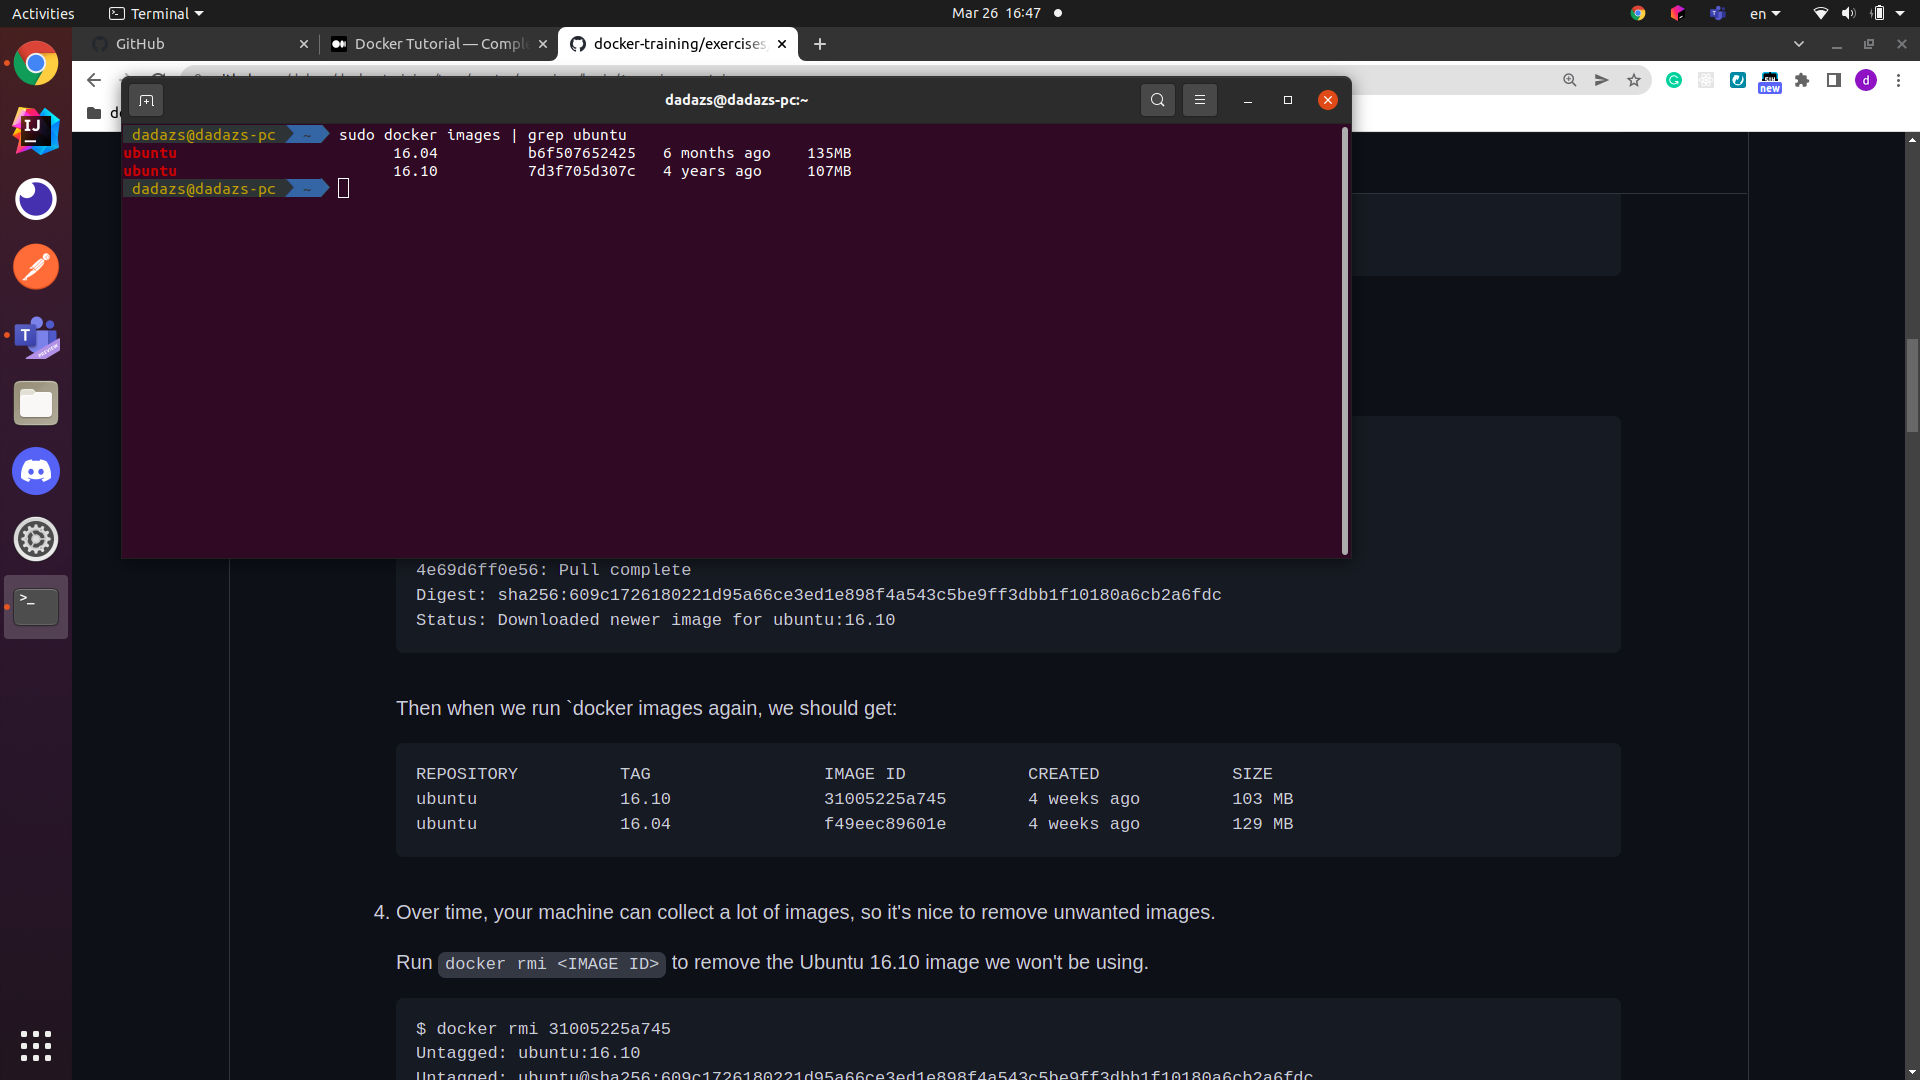 Activities
Terminal
Mar 26 16:47
en
GitHub
Docker Tutorial — Comple
docker-training/exercises
new
d
dadazs@dadazs-pc:~
dadazs@dadazs-pc ~ sudo docker images | grep ubuntu
ubuntu 16.04 b6f507652425 6 months ago 135MB
ubuntu 16.10 7d3f705d307c 4 years ago 107MB
dadazs@dadazs-pc ~
4e69d6ff0e56: Pull complete
Digest: sha256:609c1726180221d95a66ce3ed1e898f4a543c5be9ff3dbb1f10180a6cb2a6fdc
Status: Downloaded newer image for ubuntu:16.10
Then when we run `docker images again, we should get:
REPOSITORY TAG IMAGE ID CREATED SIZE
ubuntu 16.10 31005225a745 4 weeks ago 103 MB
ubuntu 16.04 f49eec89601e 4 weeks ago 129 MB
4. Over time, your machine can collect a lot of images, so it's nice to remove unwanted images.
Run docker rmi <IMAGE ID> to remove the Ubuntu 16.10 image we won't be using.
$ docker rmi 31005225a745
Untagged: ubuntu:16.10
Untagged: ubuntu@sha256:609c1726180221d95a66ce3ed1e898f4a543c5be9ff3dbb1f10180a6cb2a6fdc